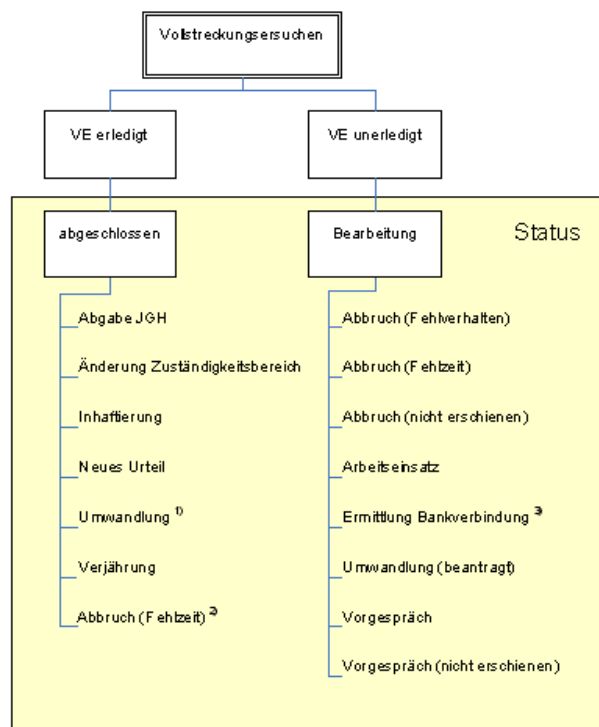 Vollstreckungsersuchen
VE erledigt
VE unerledigt
Status
abgeschlossen
Abgabe JGH
Änderung Zuständigkeitsbereich
Inhaftierung
Neues Urteil
Umwandlung 1)
Verjährung
Abbruch (Fehlzeit) 2)
Bearbeitung
Abbruch (Fehlverhalten)
Abbruch (Fehlzeit)
Abbruch (nicht erschienen)
Arbeitseinsatz
Ermittlung Bankverbindung 3)
Umwandlung (beantragt)
Vorgespräch
Vorgespräch (nicht erschienen)